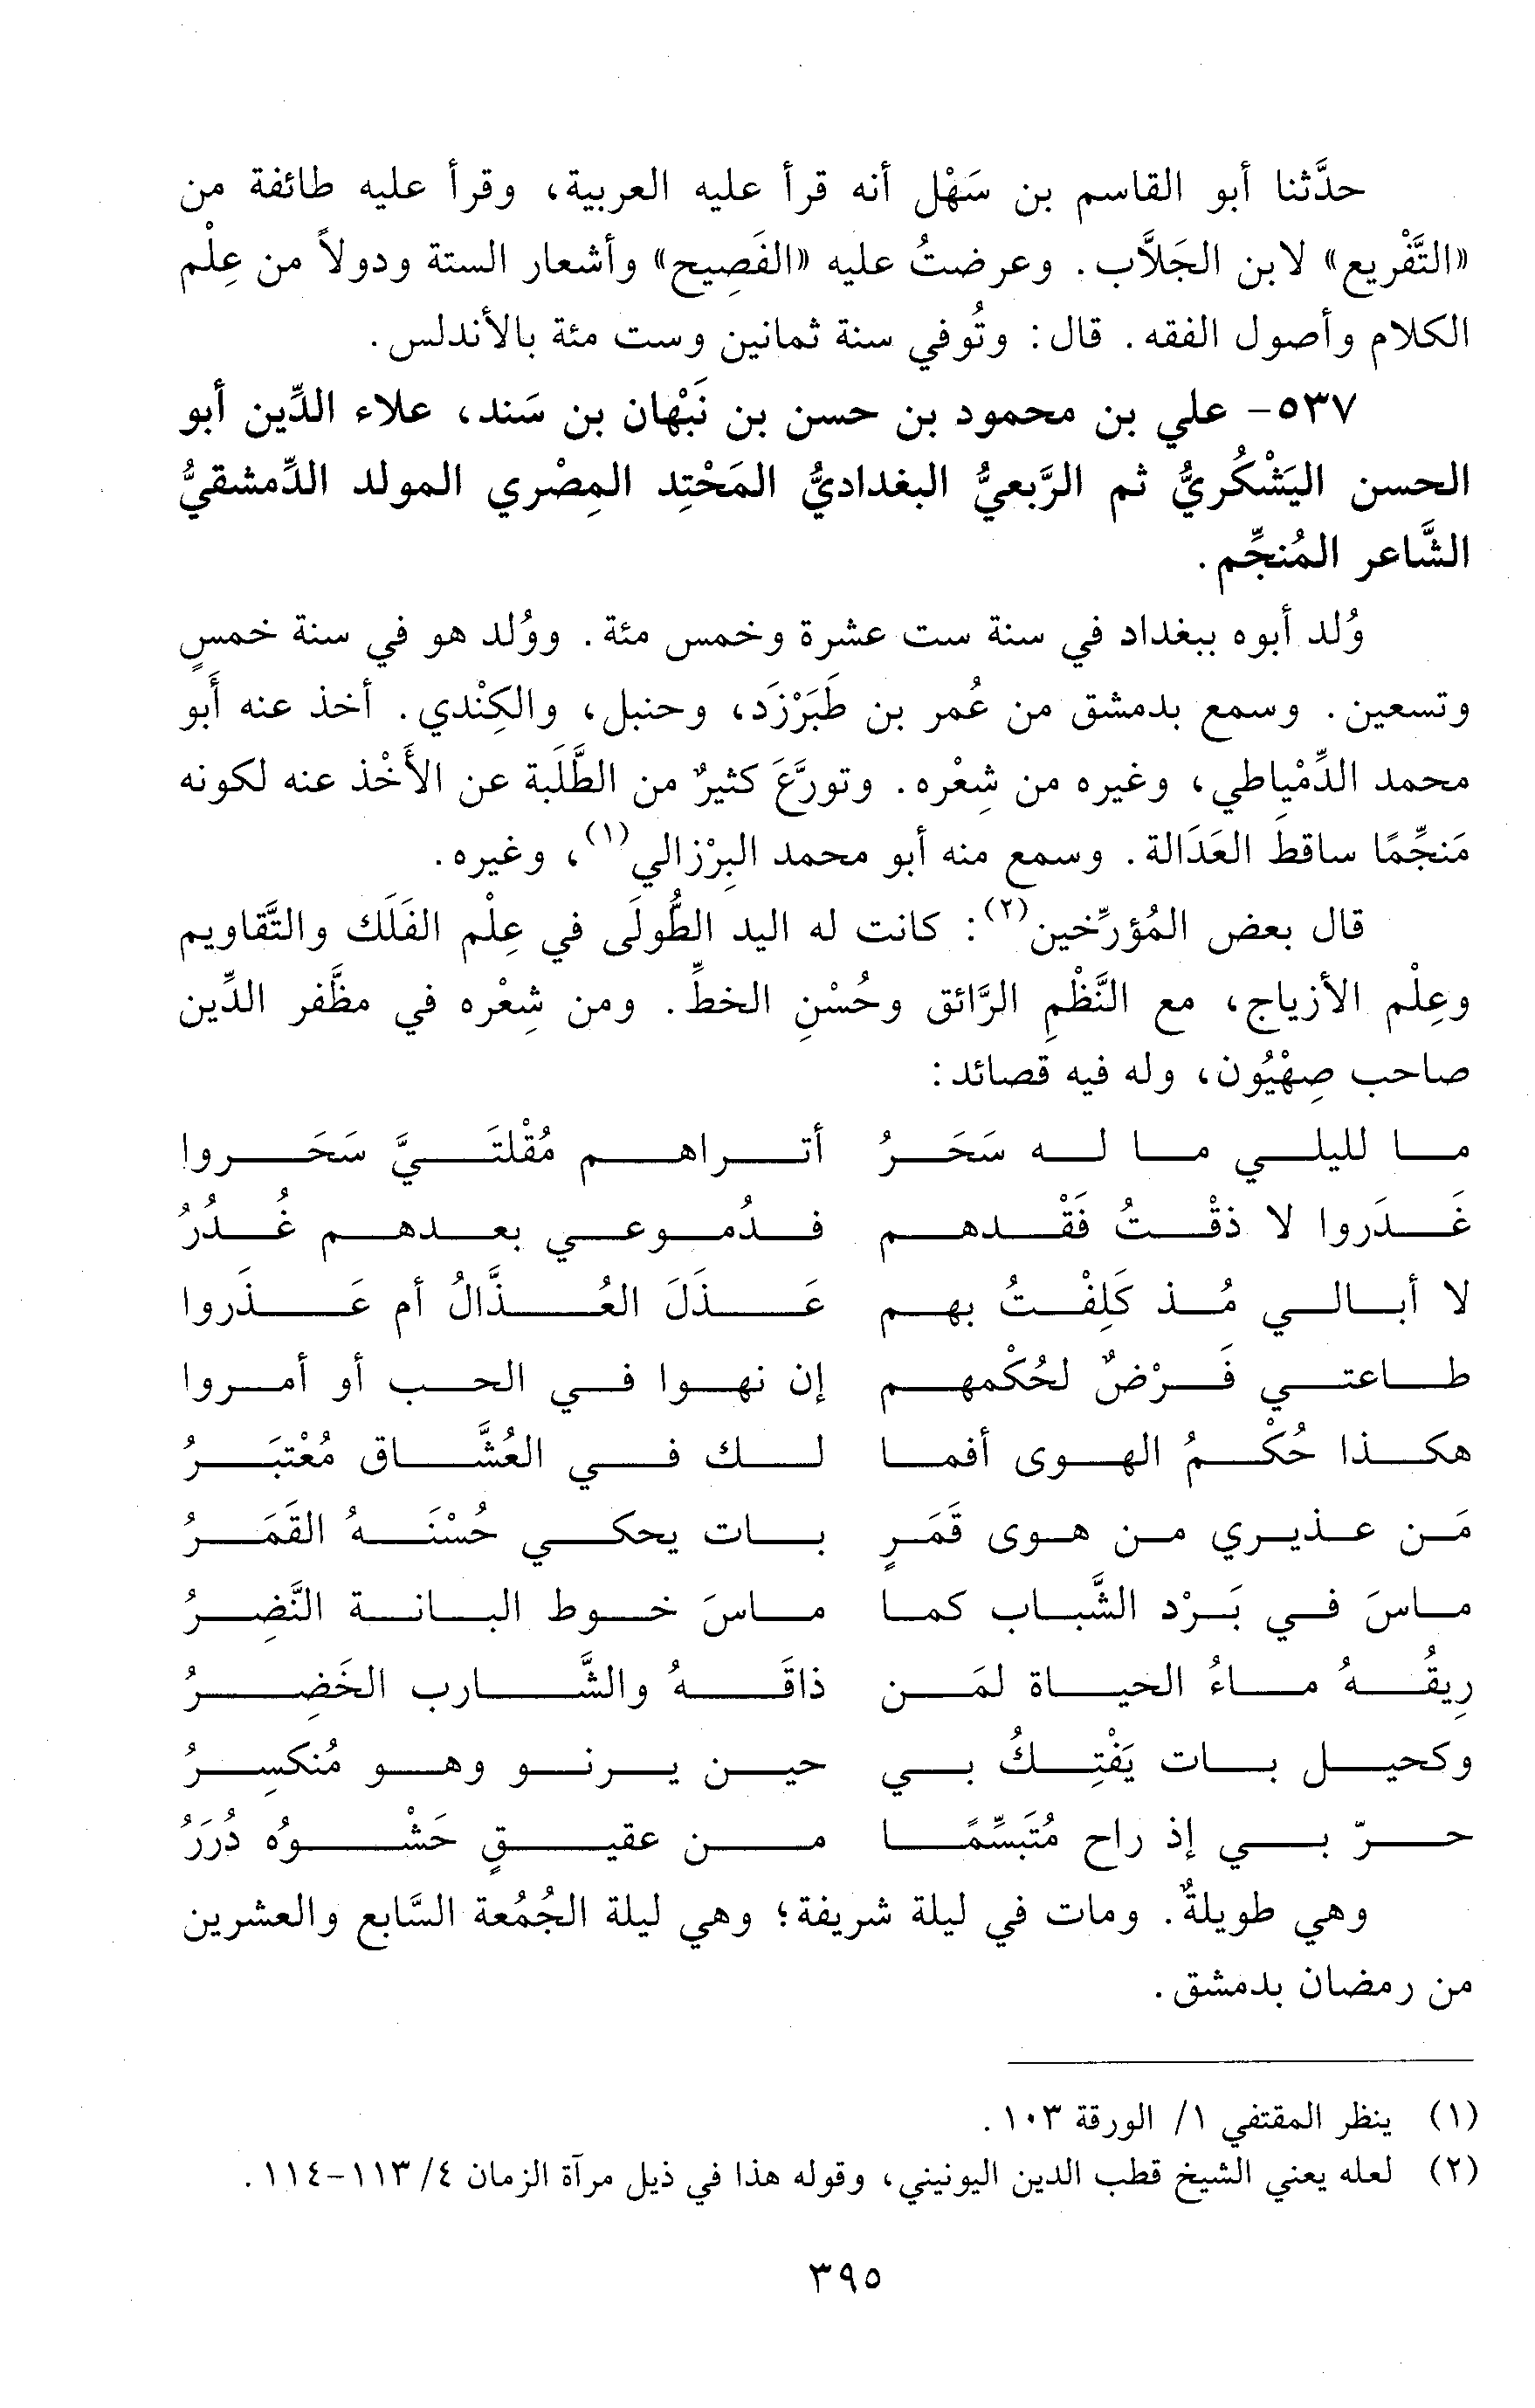 حدَّثنا أبو القاسم بن سَهْل أنه قرأ عليه العربية، وقرأ عليه طائفة من
«التَّفْريع» لابن الجَلاَّب. وعرضتُ عليه «الفَصِيح» وأشعار الستة ودولاً من عِلْم
الكلام وأصول الفقه. قال: وتُوفي سنة ثمانين وست مئة بالأندلس.
٥٣٧- علي بن محمود بن حسن بن نَبْهان بن سَند، علاء الدِّين أبو
الحسن اليَشْكُريُّ ثم الرَّبعيُّ البغداديُّ المَحْتِد المِصْري المولد الدِّمشقيُّ
الشَّاعر المُنجِّم.
وُلد أبوه ببغداد في سنة ست عشرة وخمس مئة. ووُلد هو في سنة خمسٍ
وتسعين. وسمع بدمشق من عُمر بن طَبَرْزَد، وحنبل، والكِنْدي. أخذ عنه أَبو
محمد الدِّمْياطي، وغيره من شِعْره. وتورَّعَ كثيرٌ من الطَّلَبة عن الأَخْذ عنه لكونه
مَنجِّمًا ساقطَ العَدَالة. وسمع منه أبو محمد البِرْزالي(١)، وغيره.
قال بعض المُؤرِّخين(٢): كانت له اليد الطُّولَى في عِلْم الفَلَك والتَّقاويم
وعِلْم الأزياج، مع النَّظْمِ الرَّائق وحُسْنِ الخطِّ. ومن شِعْره في مظَّفر الدِّين
صاحب صِهْيُون، وله فيه قصائد:
ما لليلي ما له سَحَرُ أتراهم مُقْلتَيَّ سَحَروا
غَدَروا لا ذقْتُ فَقْدهم فدُموعي بعدهم غُدُرُ
لا أبالي مُذ كَلِفْتُ بهم عَذَلَ العُذَّالُ أم عَذَروا
طاعتي فَرْضٌ لحُكْمهم إن نهوا في الحب أو أمروا
هكذا حُكْمُ الهوى أفما لك في العُشَّاق مُعْتبَرُ
مَن عذيري من هوى قَمَرٍ بات يحكي حُسْنَهُ القَمَرُ
ماسَ في بَرْد الشَّباب كما ماسَ خوط البانة النَّضِرُ
رِيقُهُ ماءُ الحياة لمَن ذاقَهُ والشَّارب الخَضِرُ
وكحيل بات يَفْتِكُ بي حين يرنو وهو مُنكسِرُ
حرّ بي إذ راح مُتَبسِّمًا من عقيقٍ حَشْوُه دُرَرُ
وهي طويلةٌ. ومات في ليلة شريفة؛ وهي ليلة الجُمُعة السَّابع والعشرين
من رمضان بدمشق.
(١) ينظر المقتفي ١/ الورقة ١٠٣.
(٢) لعله يعني الشيخ قطب الدين اليونيني، وقوله هذا في ذيل مرآة الزمان ٤/ ١١٣-١١٤.
٣٩٥